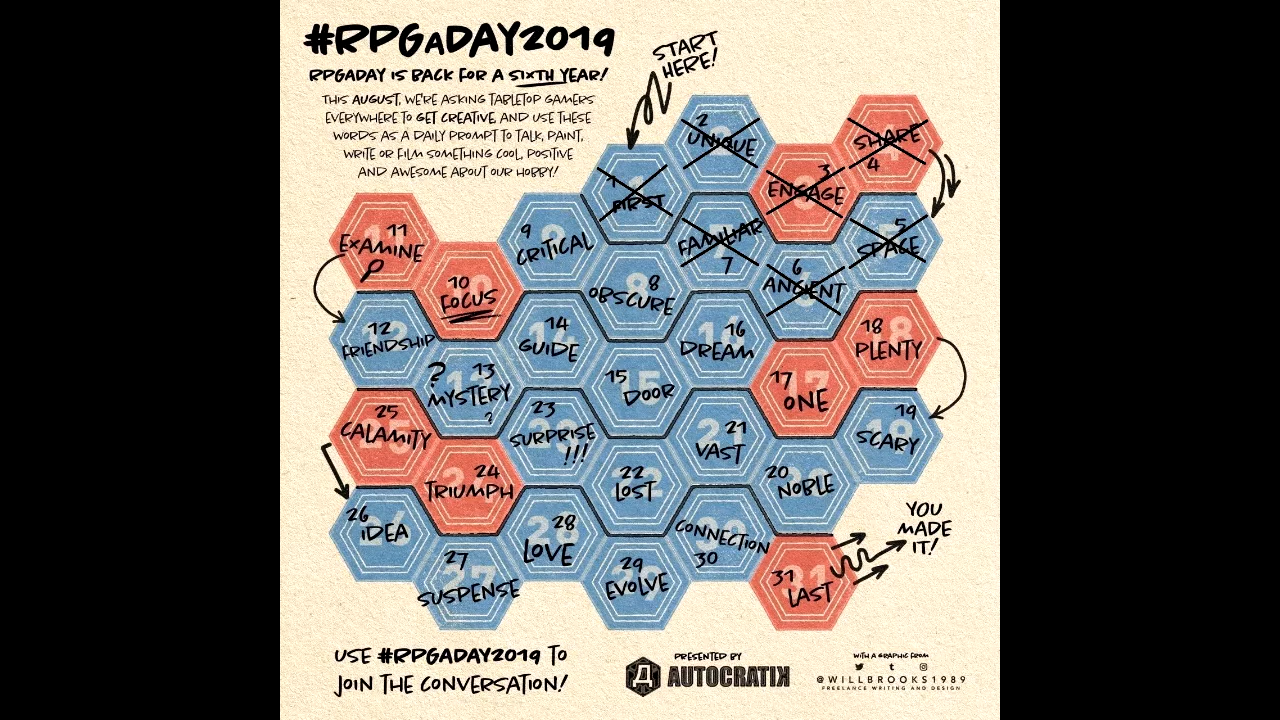 #RPGaDAY2019
RPGADAY IS BACK FOR A SIXTH YEAR!
THIS AUGUST, WE'RE ASKING TABLETOP GAMERS
EVERYWHERE TO GET CREATIVE, AND USE THESE
WORDS AS A DAILY PROMPT TO TALK, PAINT,
WRITE OR FILM SOMETHING COOL, POSITIVE
AND AWESOME ABOUT OUR HOBBY!
START
HERE!
1
FIRST
2
UNIQUE
3
ENGAGE
SHARE
4
5
SPACE
6
ANCIENT
FAMILIAR
7
8
OBSCURE
9
CRITICAL
10
FOCUS
11
EXAMINE
12
FRIENDSHIP
? 13
MYSTERY
?
14
GUIDE
15
DOOR
16
DREAM
17
ONE
18
PLENTY
19
SCARY
20
NOBLE
21
VAST
22
LOST
23
SURPRISE
!!!
24
TRIUMPH
25
CALAMITY
26
IDEA
27
SUSPENSE
28
LOVE
29
EVOLVE
CONNECTION
30
31
LAST
YOU
MADE
IT!
USE #RPGADAY2019 TO
JOIN THE CONVERSATION!
PRESENTED BY
AUTOCRATIK
WITH A GRAPHIC FROM
@WILLBROOKS1989
FREELANCE WRITING AND DESIGN